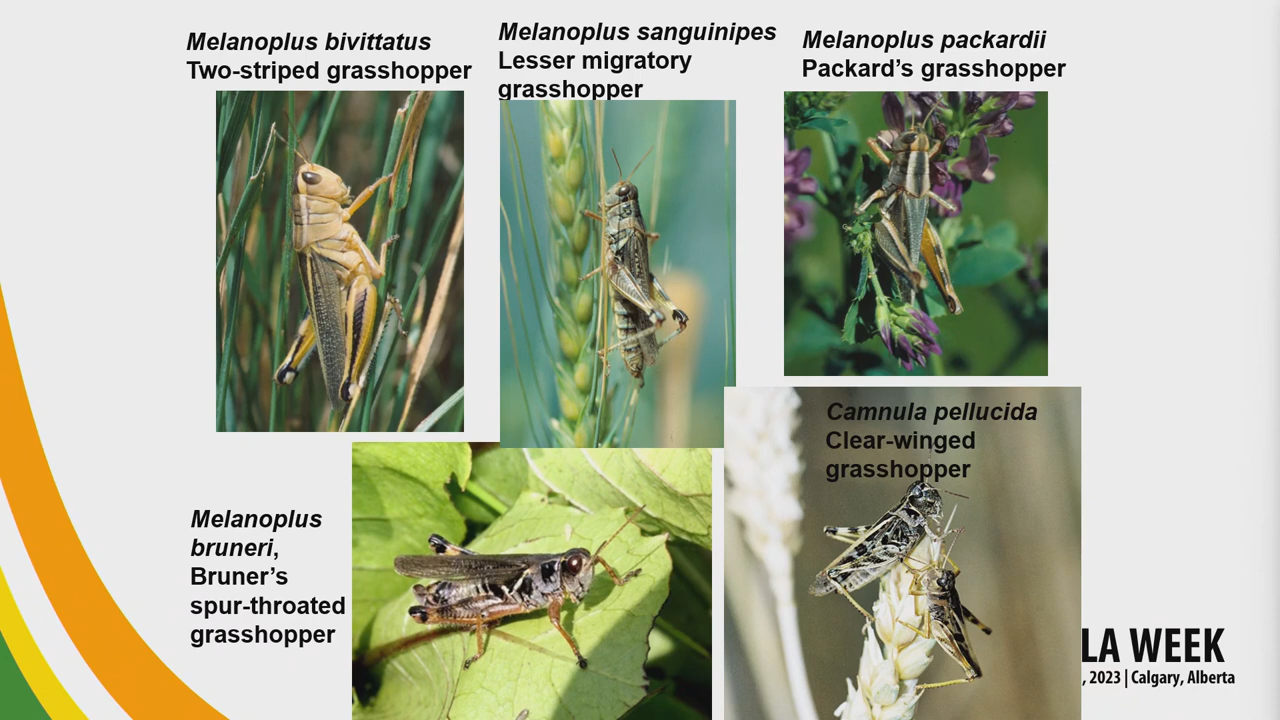 Melanoplus bivittatus
Two-striped grasshopper
Melanoplus sanguinipes
Lesser migratory
grasshopper
Melanoplus packardii
Packard's grasshopper
Camnula pellucida
Clear-winged
grasshopper
Melanoplus
bruneri,
Bruner's
spur-throated
grasshopper
LA WEEK
, 2023 | Calgary, Alberta